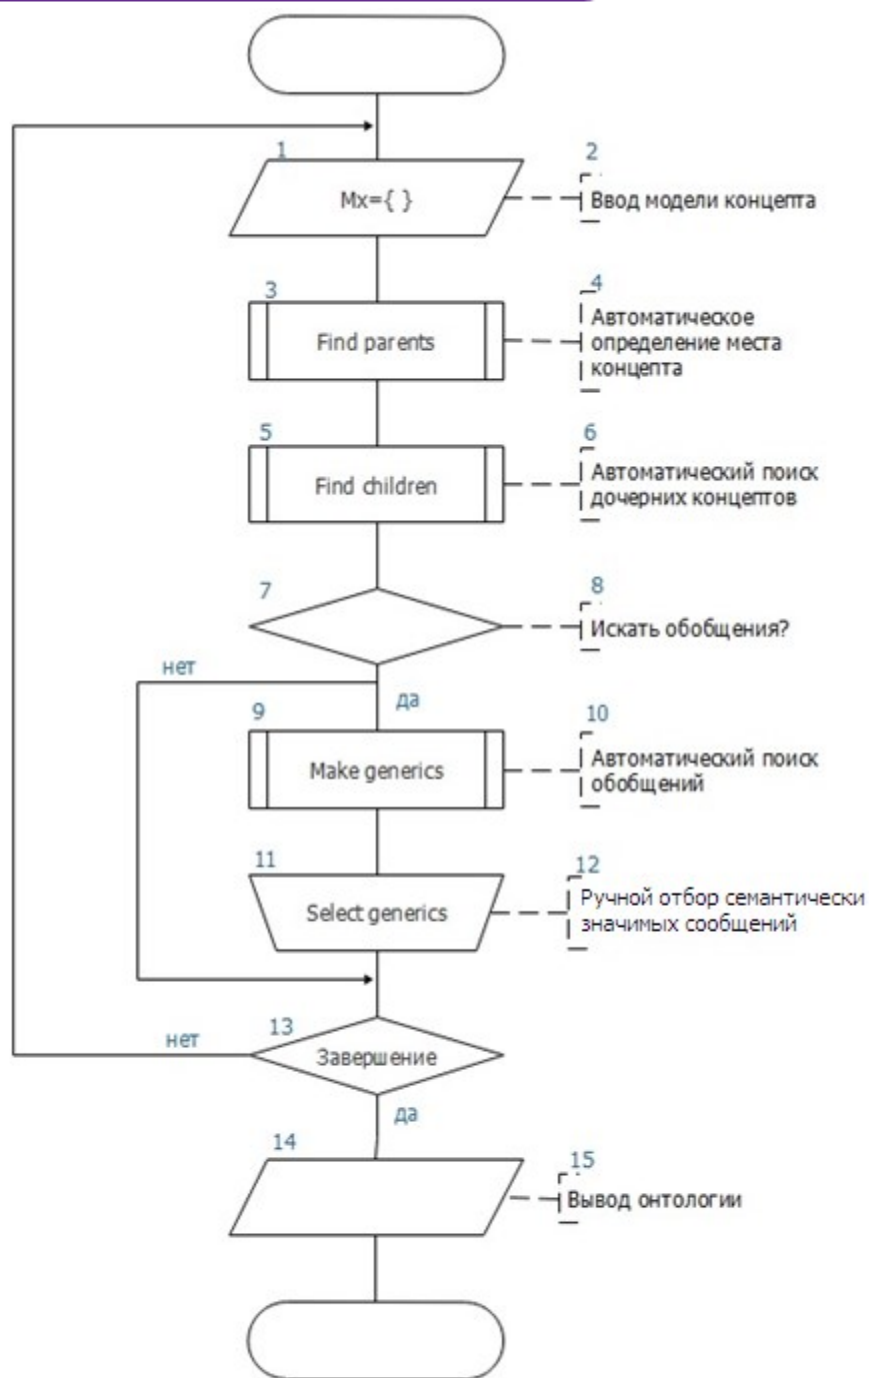 1
2
Mx={ }
Ввод модели концепта
3
4
Find parents
Автоматическое
определение места
концепта
5
6
Find children
Автоматический поиск
дочерних концептов
7
8
Искать обобщения?
нет
да
9
10
Make generics
Автоматический поиск
обобщений
11
12
Select generics
Ручной отбор семантически
значимых сообщений
13
нет
Завершение
да
14
15
Вывод онтологии